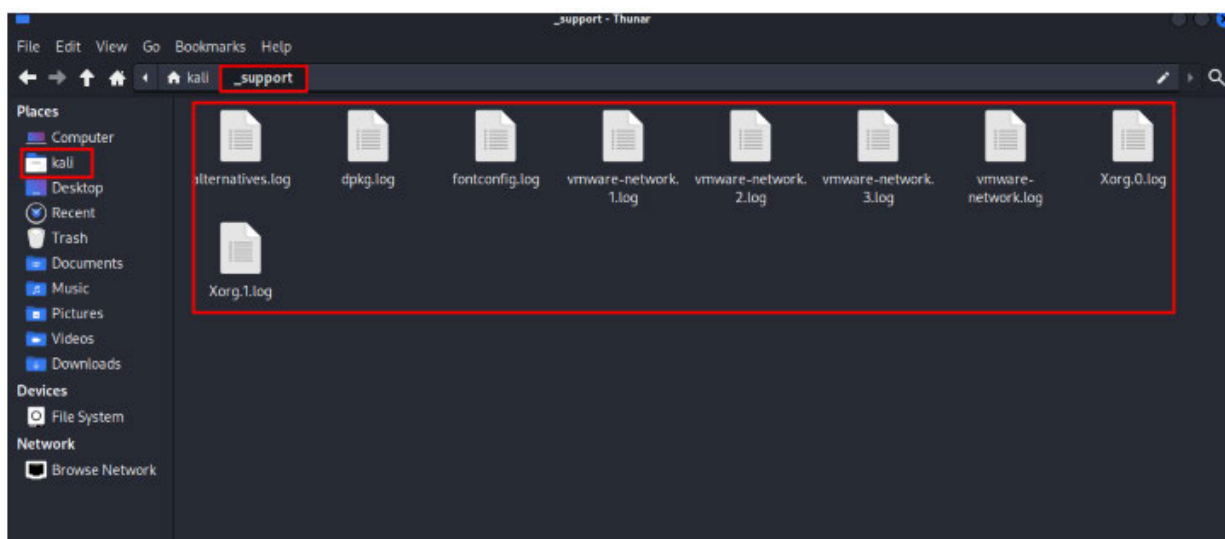 _support - Thunar
File Edit View Go Bookmarks Help
kali _support
Places
Computer
kali
Desktop
Recent
Trash
Documents
Music
Pictures
Videos
Downloads
Devices
File System
Network
Browse Network
alternatives.log dpkg.log fontconfig.log vmware-network. vmware-network. vmware-network. vmware- Xorg.0.log
1.log 2.log 3.log network.log
Xorg.1.log